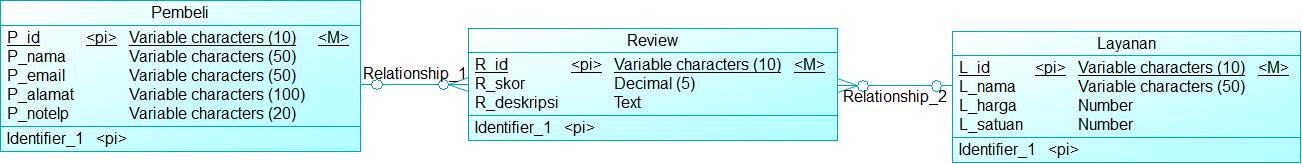 Pembeli
P_id <pi> Variable characters (10) <M>
P_nama Variable characters (50)
P_email Variable characters (50)
P_alamat Variable characters (100)
P_notelp Variable characters (20)
Identifier_1 <pi>
Relationship_1
Review
R_id <pi> Variable characters (10) <M>
R_skor Decimal (5)
R_deskripsi Text
Identifier_1 <pi>
Relationship_2
Layanan
L_id <pi> Variable characters (10) <M>
L_nama Variable characters (50)
L_harga Number
L_satuan Number
Identifier_1 <pi>